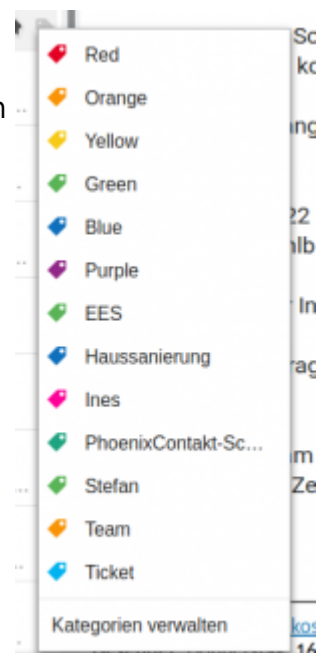 Red
Orange
Yellow
Green
Blue
Purple
EES
Haussanierung
Ines
PhoenixContakt-Sc...
Stefan
Team
Ticket
Kategorien verwalten